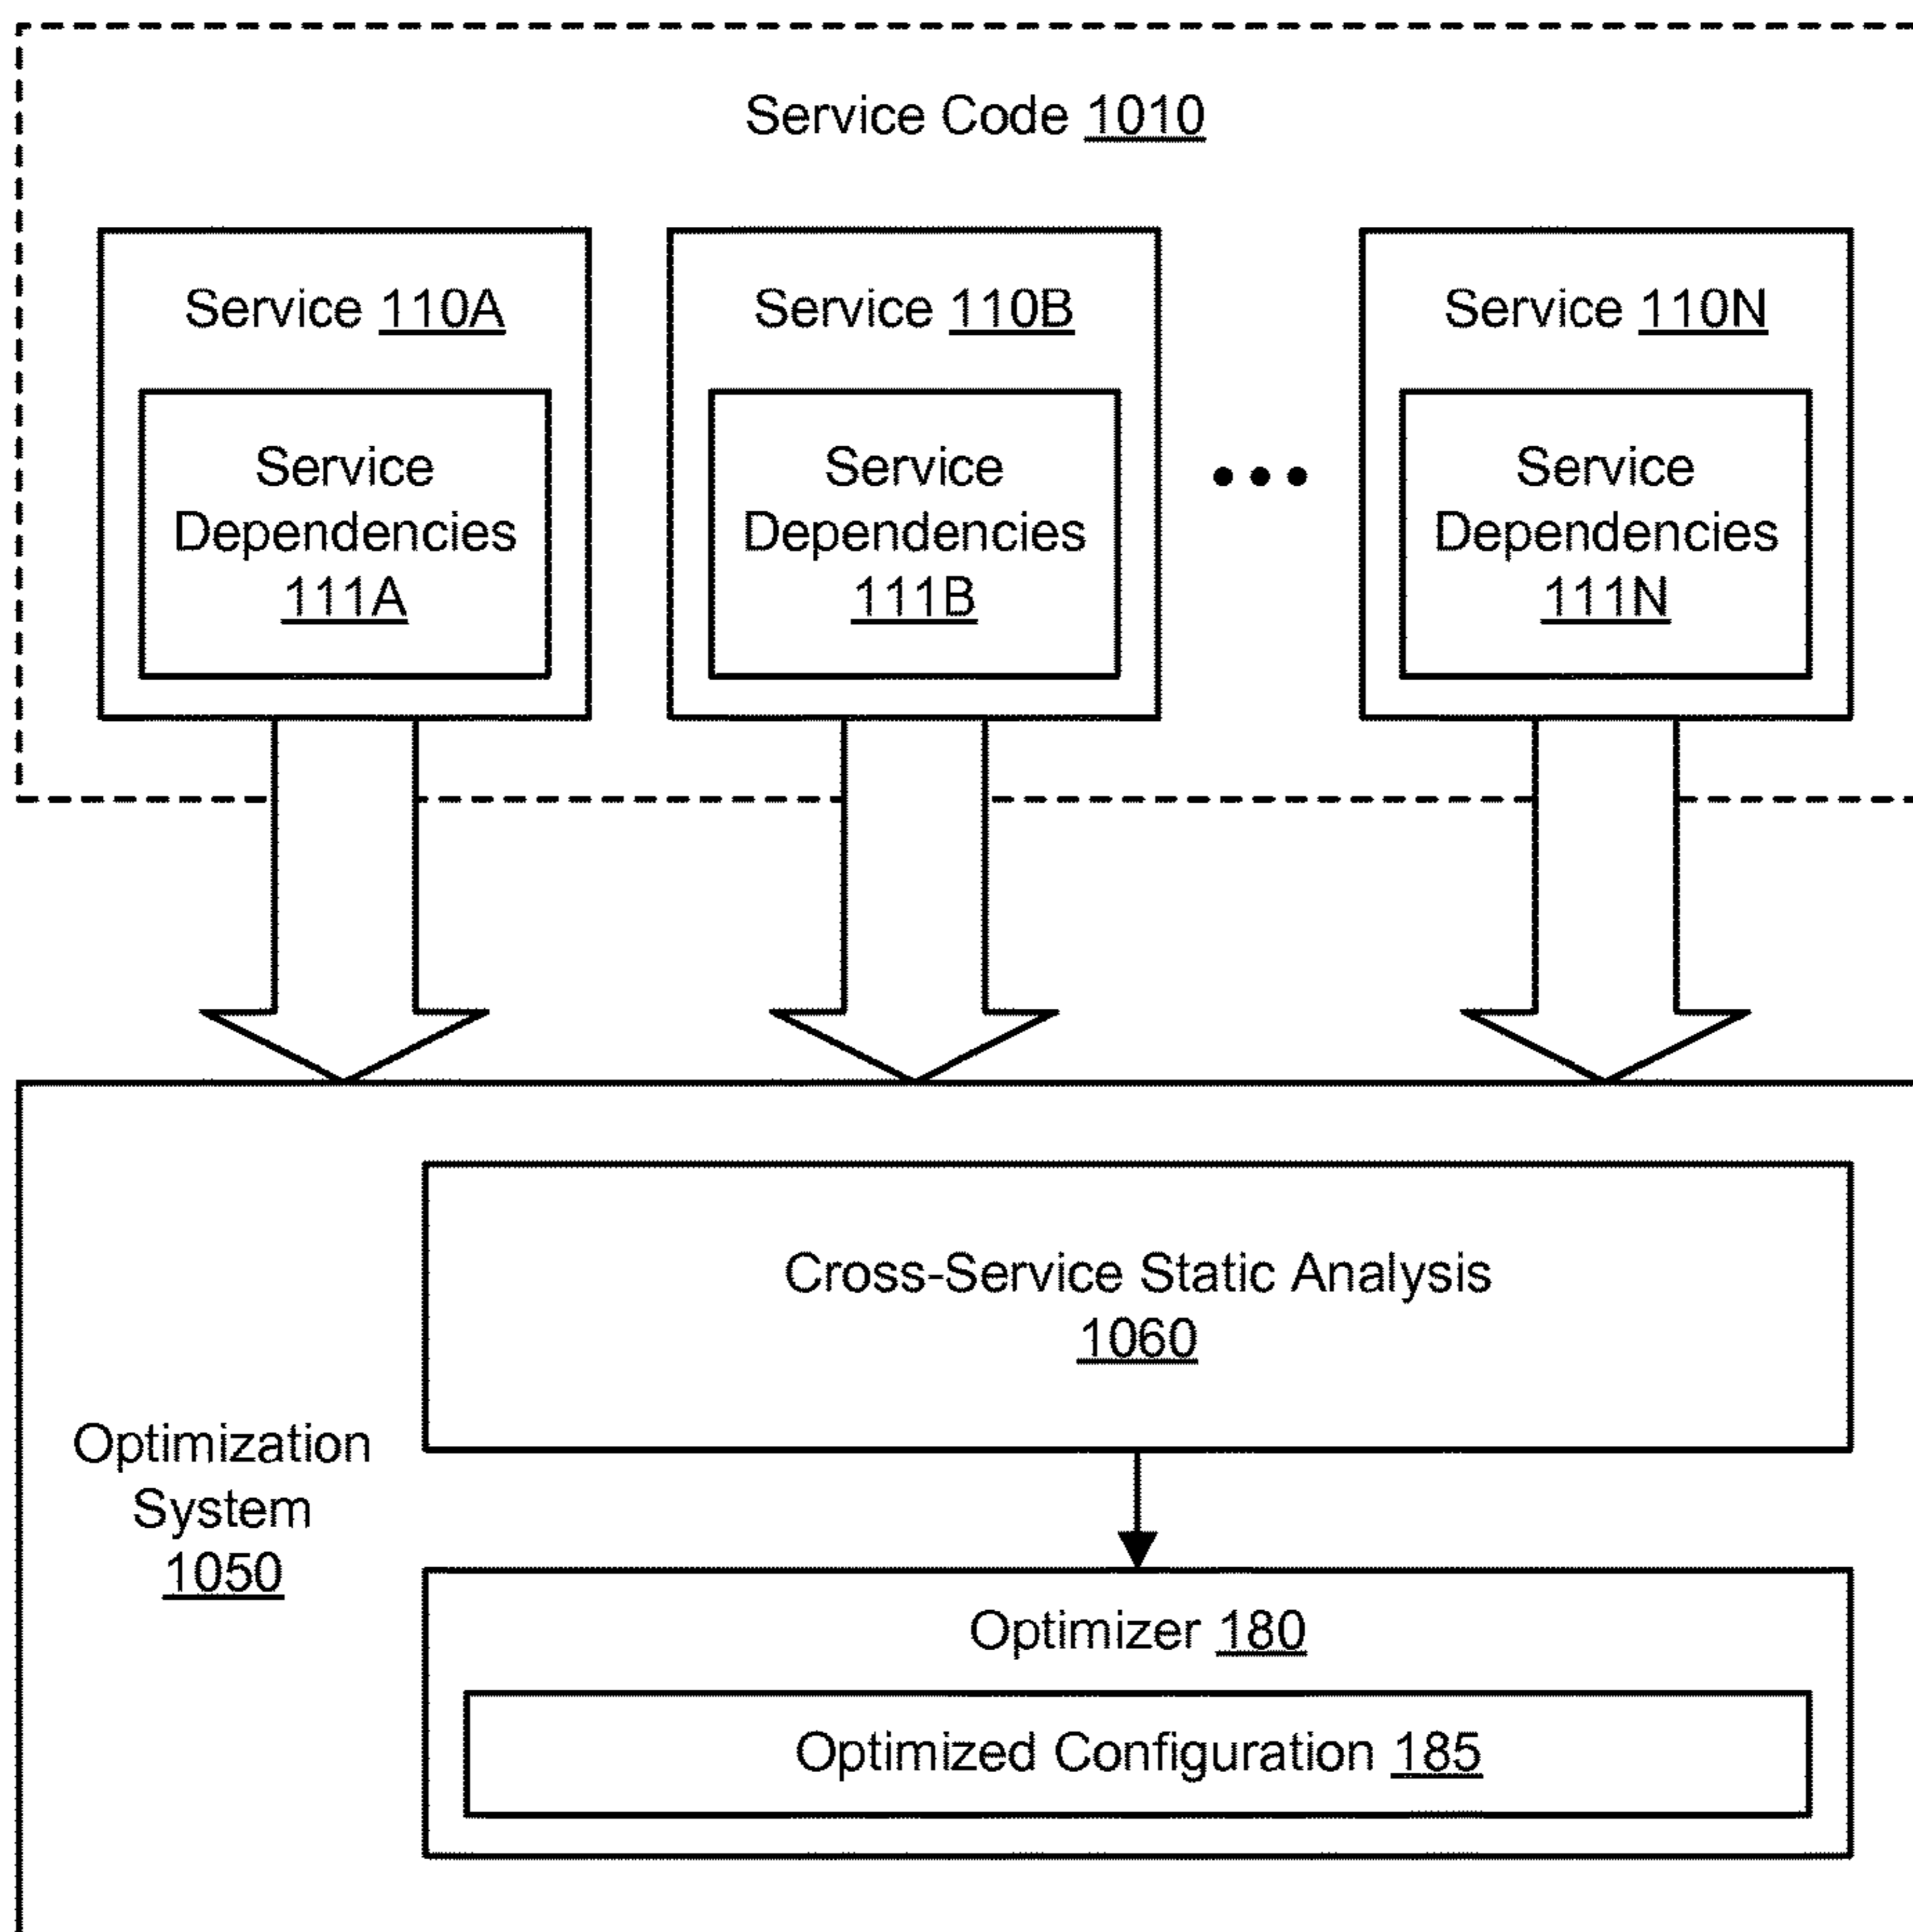 Service Code 1010
Service 110A
Service
Dependencies
111A
Service 110B
Service
Dependencies
111B
Service 110N
Service
Dependencies
111N
Optimization
System
1050
Cross-Service Static Analysis
1060
Optimizer 180
Optimized Configuration 185